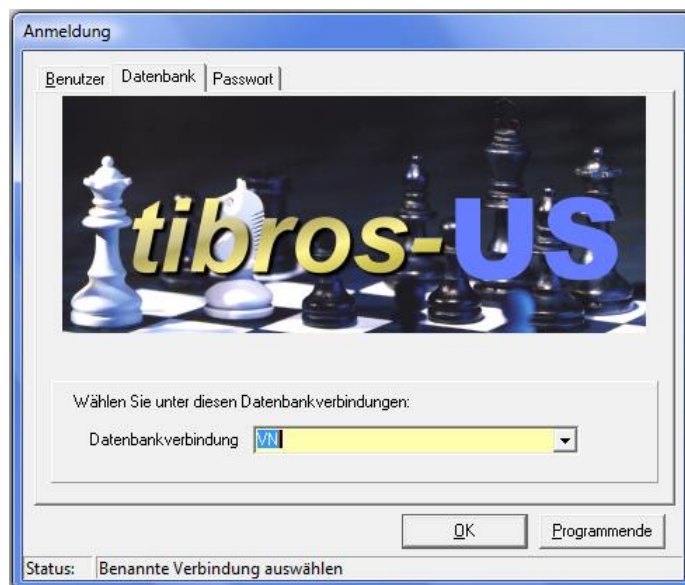 Anmeldung
Benutzer Datenbank Passwort
tibros-US
Wählen Sie unter diesen Datenbankverbindungen:
Datenbankverbindung VN
OK Programmende
Status: Benannte Verbindung auswählen